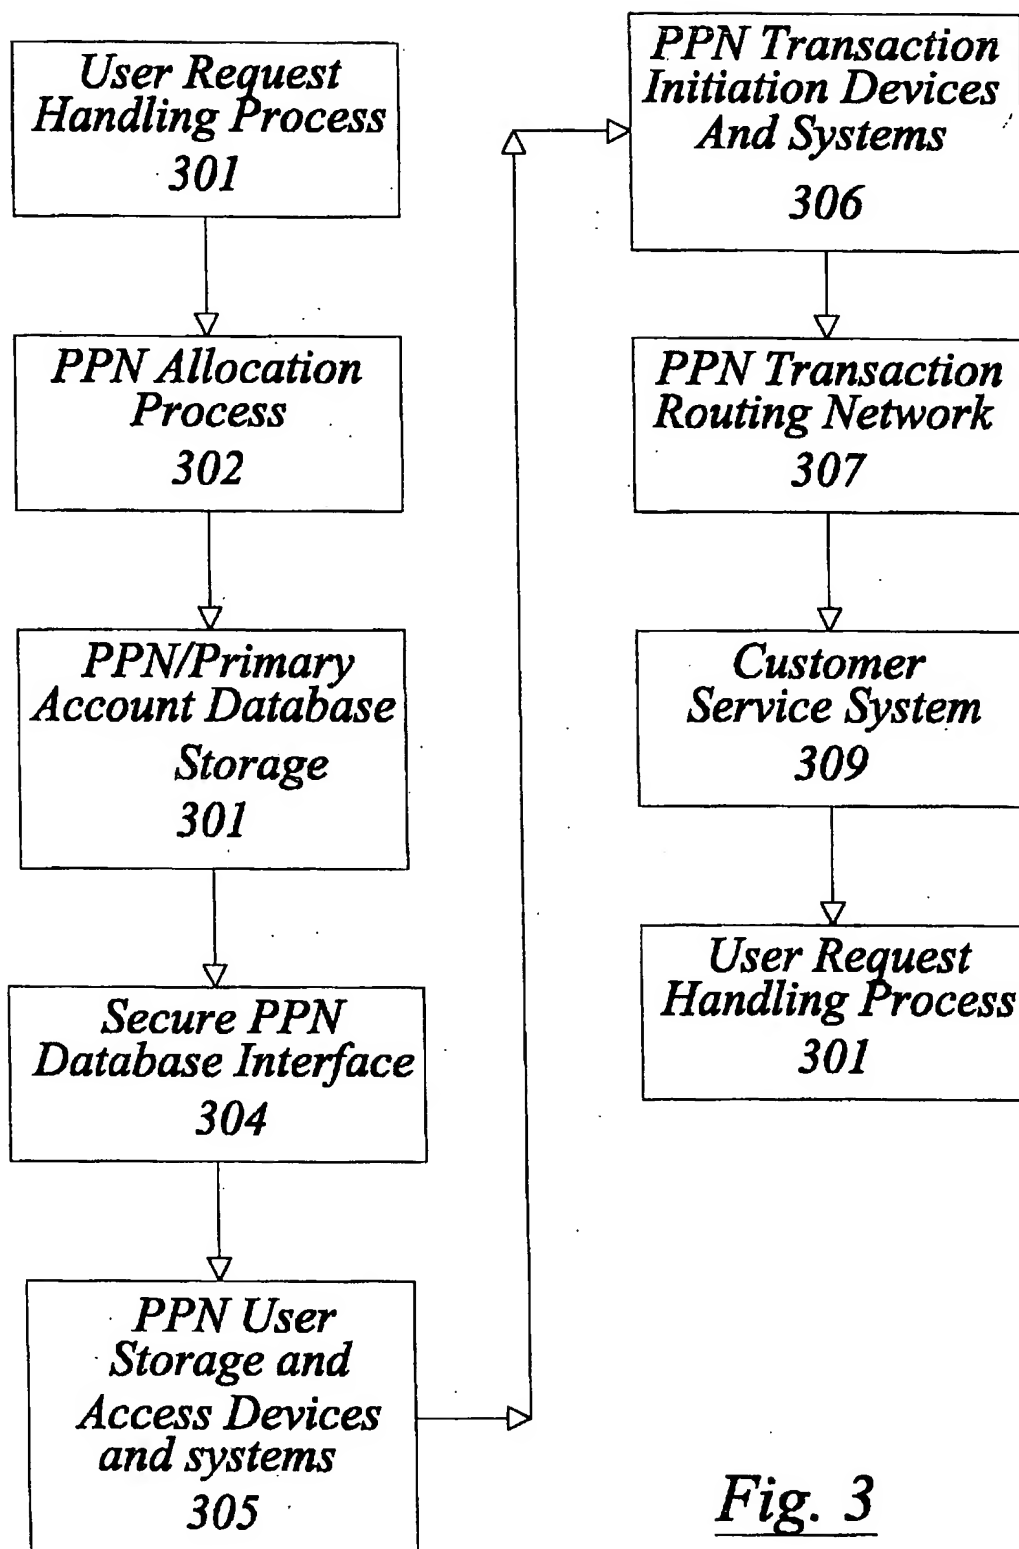 User Request
Handling Process
301
PPN Allocation
Process
302
PPN/Primary
Account Database
Storage
301
Secure PPN
Database Interface
304
PPN User
Storage and
Access Devices
and systems
305
PPN Transaction
Initiation Devices
And Systems
306
PPN Transaction
Routing Network
307
Customer
Service System
309
User Request
Handling Process
301
Fig. 3